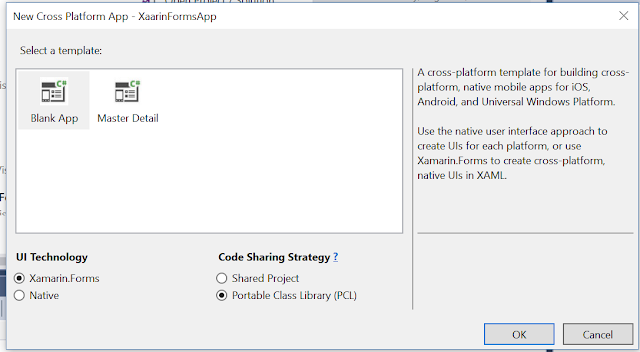 New Cross Platform App - XaarinFormsApp
Select a template:
Blank App
Master Detail
A cross-platform template for building cross-
platform, native mobile apps for iOS,
Android, and Universal Windows Platform.
Use the native user interface approach to
create UIs for each platform, or use
Xamarin.Forms to create cross-platform,
native UIs in XAML.
UI Technology
Xamarin.Forms
Native
Code Sharing Strategy ?
Shared Project
Portable Class Library (PCL)
OK
Cancel